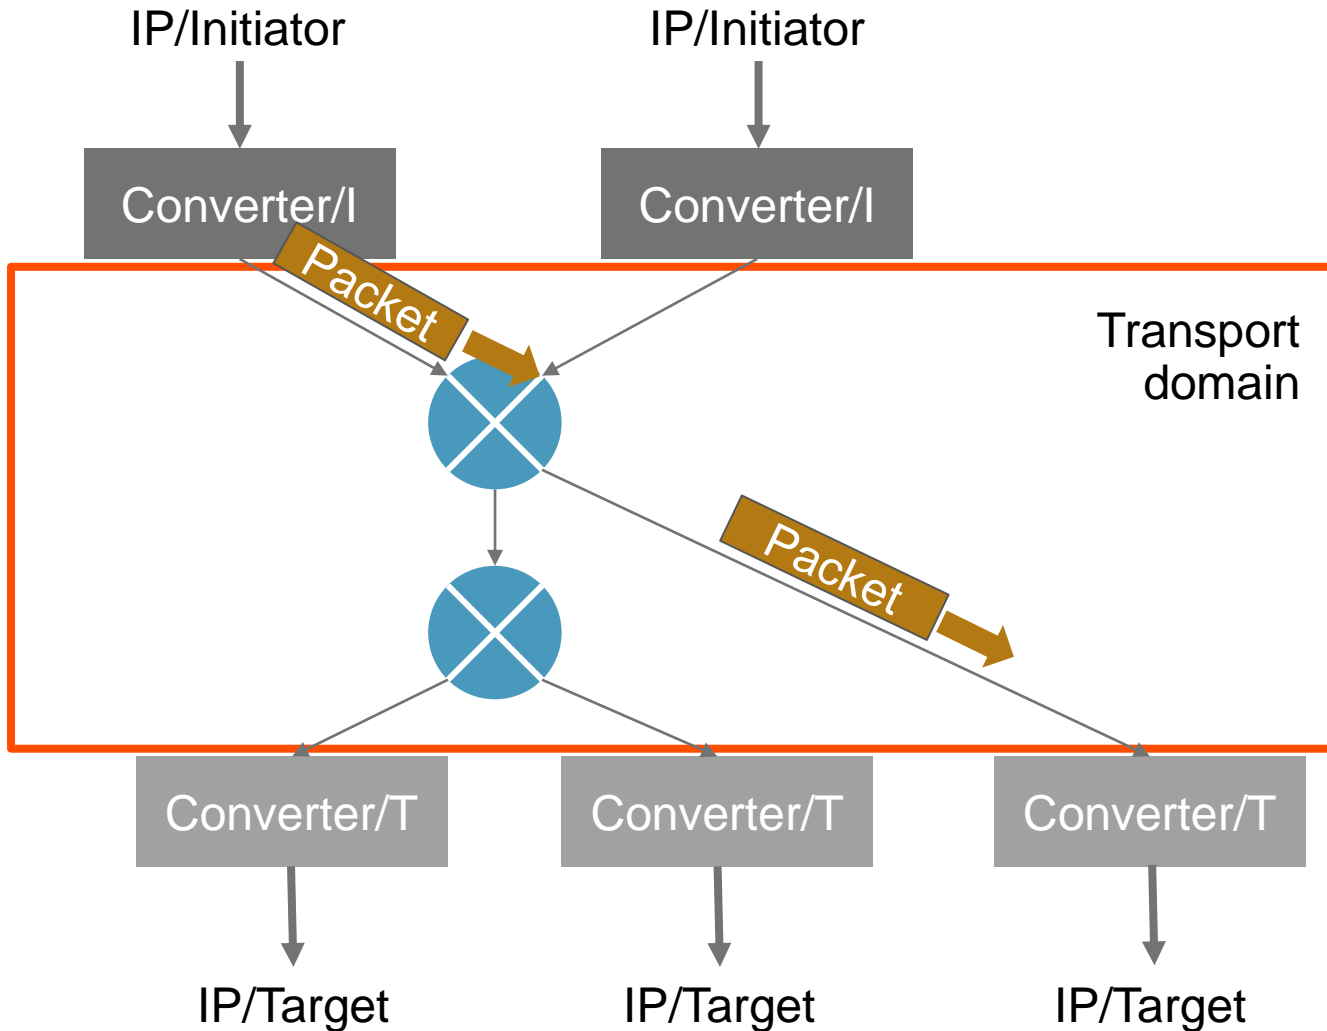 IP/Initiator
IP/Initiator
Converter/I
Converter/I
Packet
Transport
domain
Packet
Converter/T
Converter/T
Converter/T
IP/Target
IP/Target
IP/Target